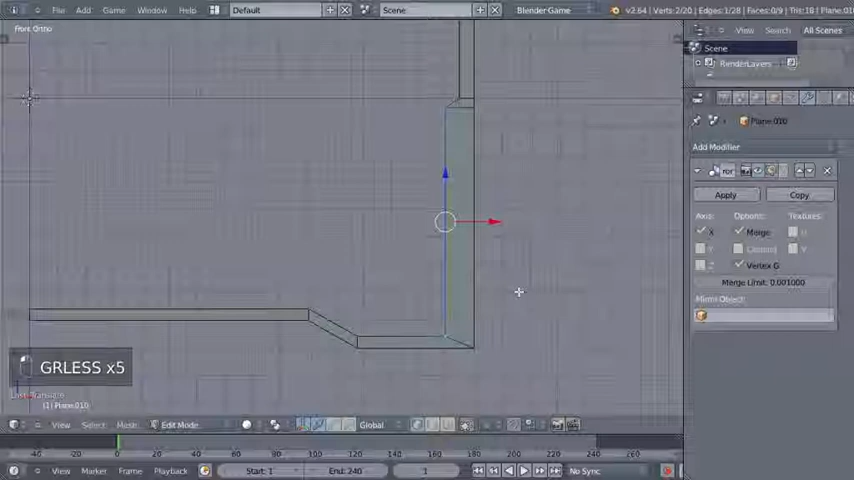 File Add Game Window Help Default Scene Blender Game v2.64 | Verts:2/20 | Edges:1/28 | Faces:0/9 | Tris:18 | Plane.010
Front Ortho
View Search All Scenes
Scene
RenderLayers
Plane.010
Add Modifier
Apply Copy
Axis: Options: Textures:
X Merge U
Y Clipping V
Z Vertex G
Merge Limit: 0.001000
Mirror Object:
GRLESS x5
(1) Plane.010
View Select Mesh Edit Mode Global
-40 -20 0 20 40 60 80 100 120 140 160 180 200 220 240 260
View Marker Frame Playback Start: 1 End: 240 1 No Sync